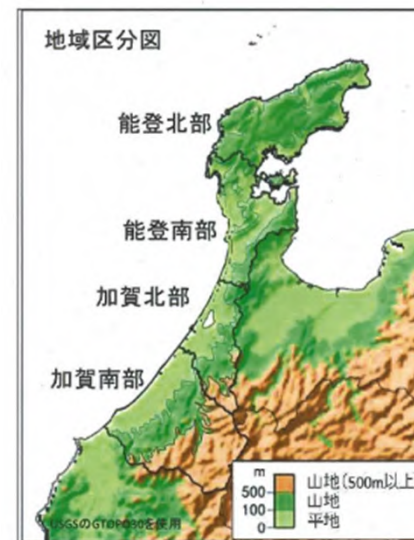 地域区分図
能登北部
能登南部
加賀北部
加賀南部
m
500
100
0
山地(500m以上
山地
平地
USGSのGTOPO30を使用